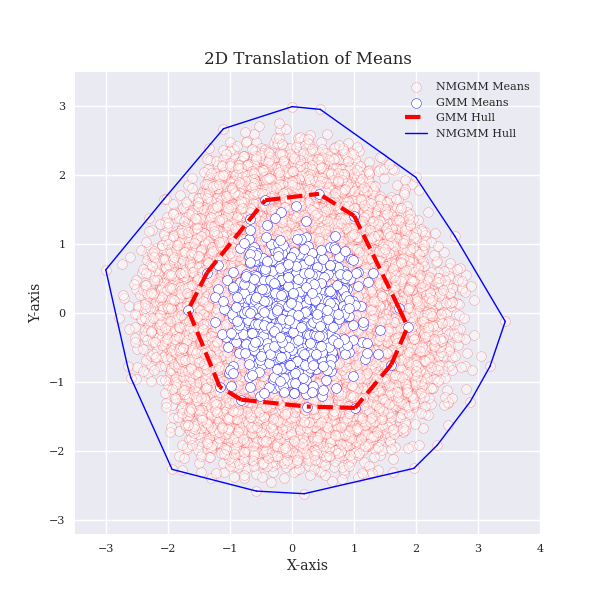 2D Translation of Means
NMGMM Means
GMM Means
GMM Hull
NMGMM Hull
Y-axis
3
2
1
0
−1
−2
−3
−3 −2 −1 0 1 2 3 4
X-axis